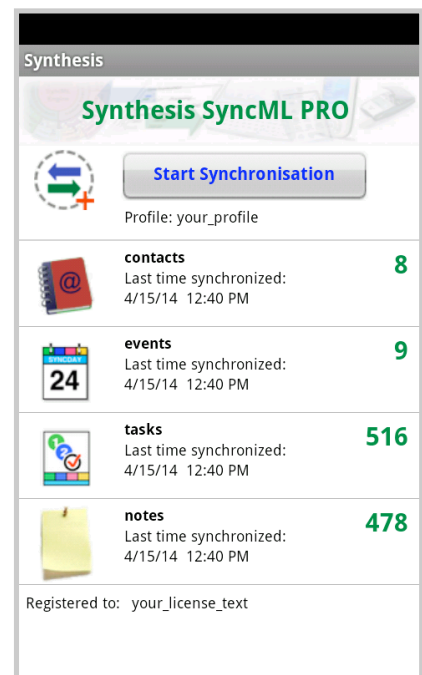 Synthesis
Synthesis SyncML PRO
Start Synchronisation
Profile: your_profile
contacts
Last time synchronized:
4/15/14 12:40 PM
8
@
events
Last time synchronized:
4/15/14 12:40 PM
9
SYNCDAY
24
tasks
Last time synchronized:
4/15/14 12:40 PM
516
1
2
notes
Last time synchronized:
4/15/14 12:40 PM
478
Registered to: your_license_text